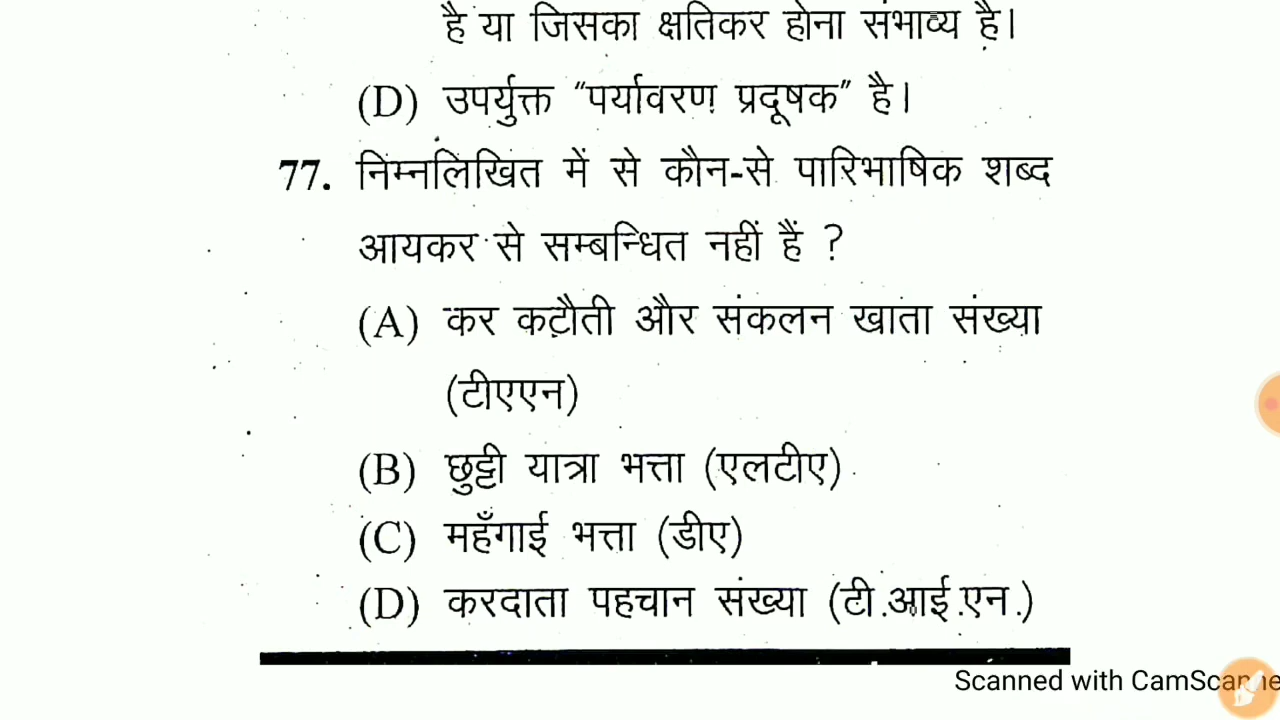 है या जिसका क्षतिकर होना संभाव्य है।
(D) उपर्युक्त “पर्यावरण प्रदूषक” है।
77. निम्नलिखित में से कौन-से पारिभाषिक शब्द
आयकर से सम्बन्धित नहीं हैं ?
(A) कर कटौती और संकलन खाता संख्या
(टीएएन)
(B) छुट्टी यात्रा भत्ता (एलटीए)
(C) महँगाई भत्ता (डीए)
(D) करदाता पहचान संख्या (टी.आई.एन.)
Scanned with CamScanne